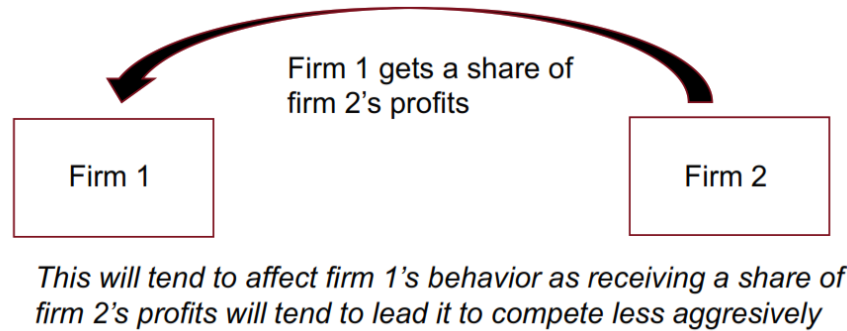 Firm 1 gets a share of
firm 2's profits
Firm 1
Firm 2
This will tend to affect firm 1's behavior as receiving a share of
firm 2's profits will tend to lead it to compete less aggresively